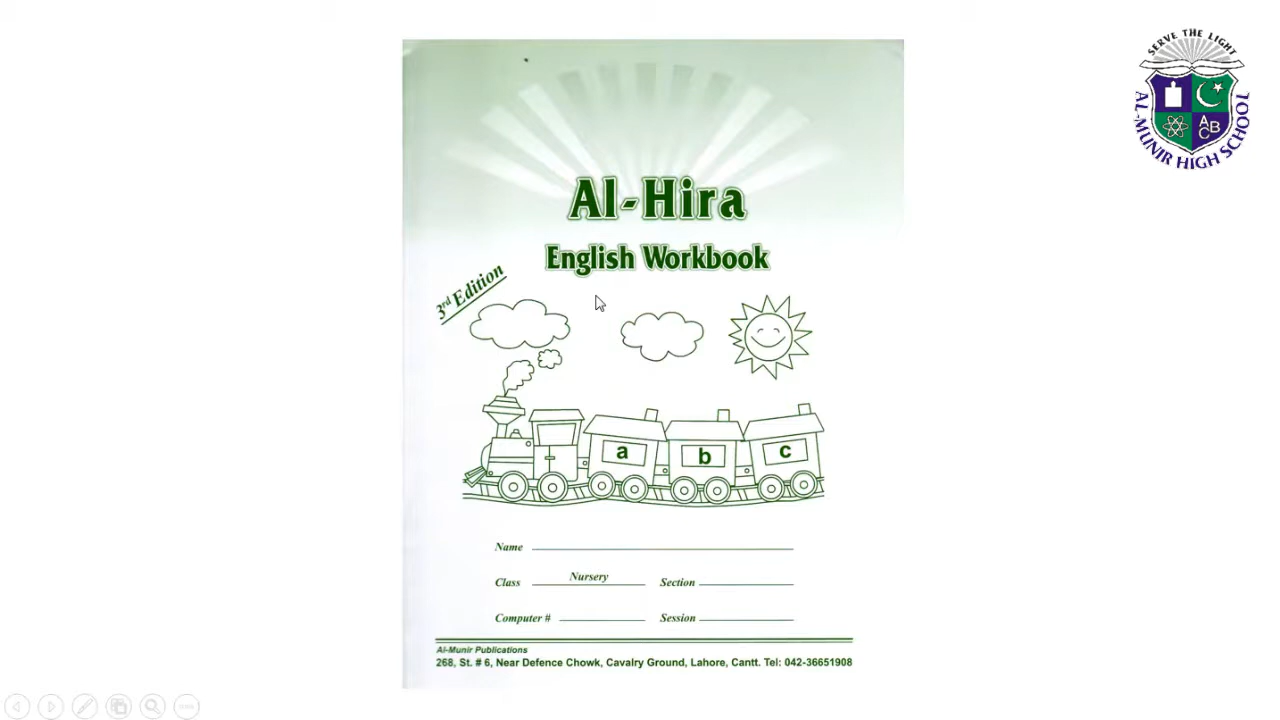 SERVE THE LIGHT
A
B
C
AL-MUNIR HIGH SCHOOL
Al-Hira
English Workbook
3rd Edition
a b c
Name
Class Nursery Section
Computer # Session
Al-Munir Publications
268, St. # 6, Near Defence Chowk, Cavalry Ground, Lahore, Cantt. Tel: 042-36651908